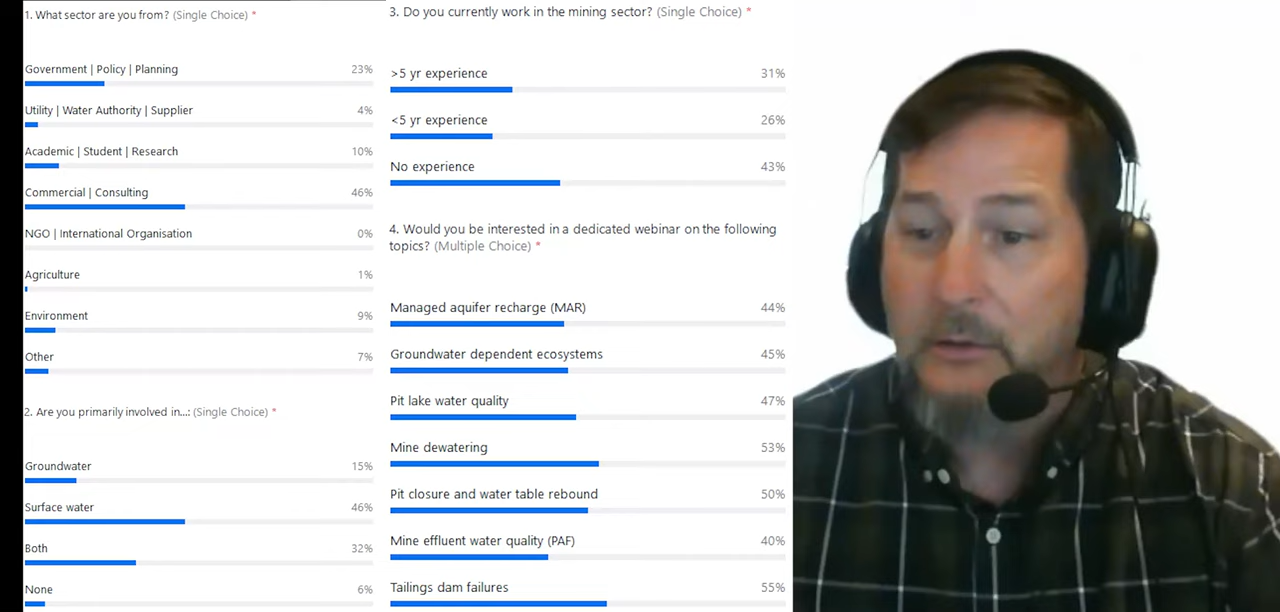 1. What sector are you from? (Single Choice) *
Government | Policy | Planning 23%
Utility | Water Authority | Supplier 4%
Academic | Student | Research 10%
Commercial | Consulting 46%
NGO | International Organisation 0%
Agriculture 1%
Environment 9%
Other 7%
2. Are you primarily involved in...: (Single Choice) *
Groundwater 15%
Surface water 46%
Both 32%
None 6%
3. Do you currently work in the mining sector? (Single Choice) *
>5 yr experience 31%
<5 yr experience 26%
No experience 43%
4. Would you be interested in a dedicated webinar on the following
topics? (Multiple Choice) *
Managed aquifer recharge (MAR) 44%
Groundwater dependent ecosystems 45%
Pit lake water quality 47%
Mine dewatering 53%
Pit closure and water table rebound 50%
Mine effluent water quality (PAF) 40%
Tailings dam failures 55%